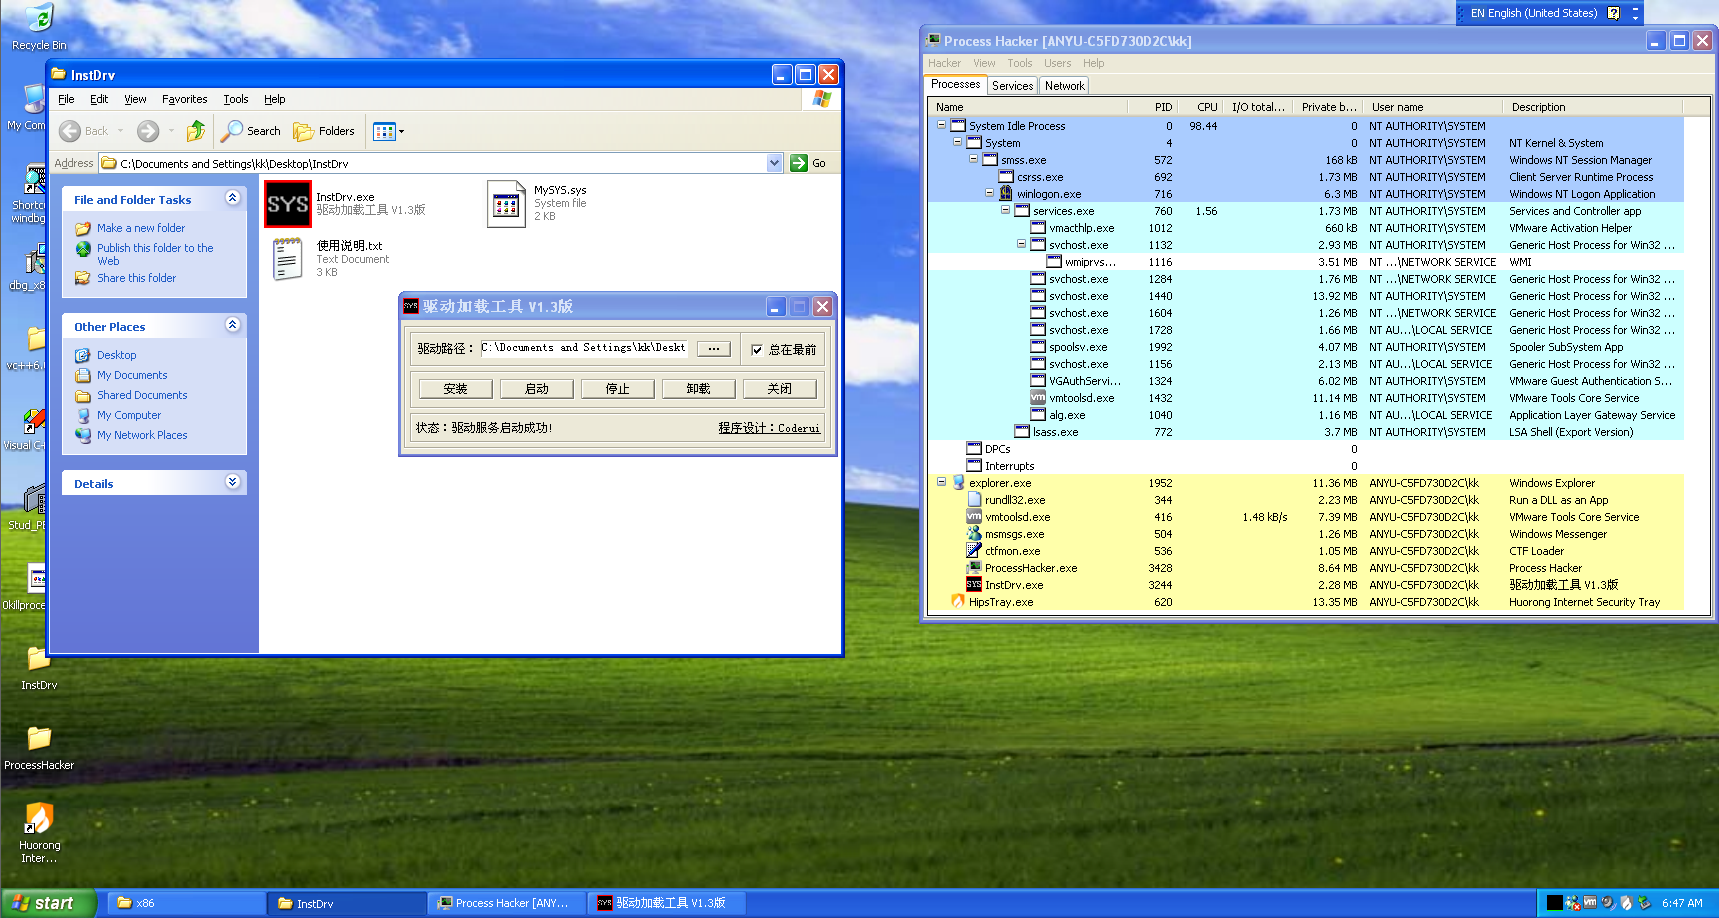 EN English (United States)
Recycle Bin
My Com
Shortc
windbg
dbg_x8
vc++6.
Visual C
Stud_PE
0killproce
InstDrv
ProcessHacker
Huorong
Inter...
InstDrv
File Edit View Favorites Tools Help
Back Search Folders
Address C:\Documents and Settings\kk\Desktop\InstDrv Go
File and Folder Tasks
Make a new folder
Publish this folder to the
Web
Share this folder
Other Places
Desktop
My Documents
Shared Documents
My Computer
My Network Places
Details
SYS
InstDrv.exe
驱动加载工具 V1.3版
MySYS.sys
System file
2 KB
使用说明.txt
Text Document
3 KB
SYS 驱动加载工具 V1.3版
驱动路径： C:\Documents and Settings\kk\Deskt ... 总在最前
安装 启动 停止 卸载 关闭
状态：驱动服务启动成功! 程序设计：Coderui
Process Hacker [ANYU-C5FD730D2C\kk]
Hacker View Tools Users Help
Processes Services Network
Name PID CPU I/O total... Private b... User name Description
System Idle Process 0 98.44 0 NT AUTHORITY\SYSTEM
System 4 0 NT AUTHORITY\SYSTEM NT Kernel & System
smss.exe 572 168 kB NT AUTHORITY\SYSTEM Windows NT Session Manager
csrss.exe 692 1.73 MB NT AUTHORITY\SYSTEM Client Server Runtime Process
winlogon.exe 716 6.3 MB NT AUTHORITY\SYSTEM Windows NT Logon Application
services.exe 760 1.56 1.73 MB NT AUTHORITY\SYSTEM Services and Controller app
vmacthlp.exe 1012 660 kB NT AUTHORITY\SYSTEM VMware Activation Helper
svchost.exe 1132 2.93 MB NT AUTHORITY\SYSTEM Generic Host Process for Win32 ...
wmiprvs... 1116 3.51 MB NT ...\NETWORK SERVICE WMI
svchost.exe 1284 1.76 MB NT AUTHORITY\SYSTEM Generic Host Process for Win32 ...
svchost.exe 1440 13.92 MB NT AUTHORITY\SYSTEM Generic Host Process for Win32 ...
svchost.exe 1604 1.26 MB NT ...\NETWORK SERVICE Generic Host Process for Win32 ...
svchost.exe 1728 1.66 MB NT AU...\LOCAL SERVICE Generic Host Process for Win32 ...
spoolsv.exe 1992 4.07 MB NT AUTHORITY\SYSTEM Spooler SubSystem App
svchost.exe 1156 2.13 MB NT AU...\LOCAL SERVICE Generic Host Process for Win32 ...
VGAuthServi... 1324 6.02 MB NT AUTHORITY\SYSTEM VMware Guest Authentication S...
vm vmtoolsd.exe 1432 11.14 MB NT AUTHORITY\SYSTEM VMware Tools Core Service
alg.exe 1040 1.16 MB NT AU...\LOCAL SERVICE Application Layer Gateway Service
lsass.exe 772 3.7 MB NT AUTHORITY\SYSTEM LSA Shell (Export Version)
DPCs 0
Interrupts 0
explorer.exe 1952 11.36 MB ANYU-C5FD730D2C\kk Windows Explorer
rundll32.exe 344 2.23 MB ANYU-C5FD730D2C\kk Run a DLL as an App
vm vmtoolsd.exe 416 1.48 kB/s 7.39 MB ANYU-C5FD730D2C\kk VMware Tools Core Service
msmsgs.exe 504 1.26 MB ANYU-C5FD730D2C\kk Windows Messenger
ctfmon.exe 536 1.05 MB ANYU-C5FD730D2C\kk CTF Loader
ProcessHacker.exe 3428 8.64 MB ANYU-C5FD730D2C\kk Process Hacker
SYS InstDrv.exe 3244 2.28 MB ANYU-C5FD730D2C\kk 驱动加载工具 V1.3版
HipsTray.exe 620 13.35 MB ANYU-C5FD730D2C\kk Huorong Internet Security Tray
start x86 InstDrv Process Hacker [ANY... SYS 驱动加载工具 V1.3版 vm 6:47 AM